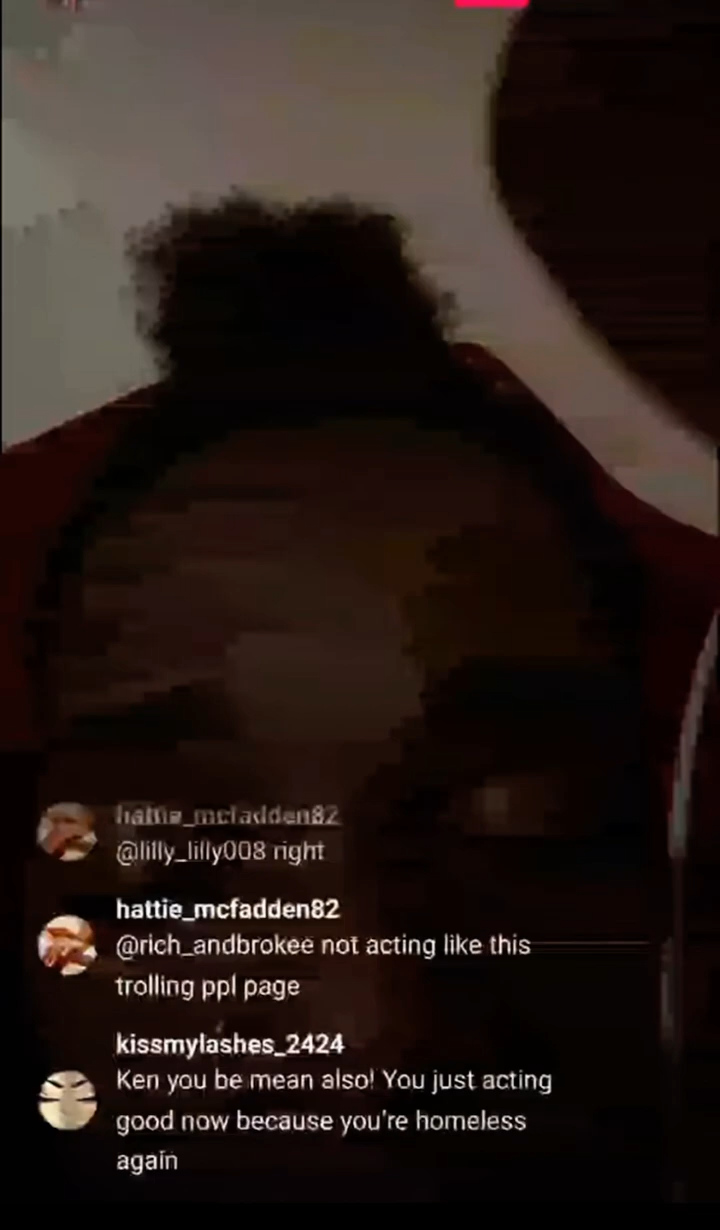 hattie_mcfadden82
@lilly_lilly008 right
hattie_mcfadden82
@rich_andbrokee not acting like this
trolling ppl page
kissmylashes_2424
Ken you be mean also! You just acting
good now because you're homeless
again